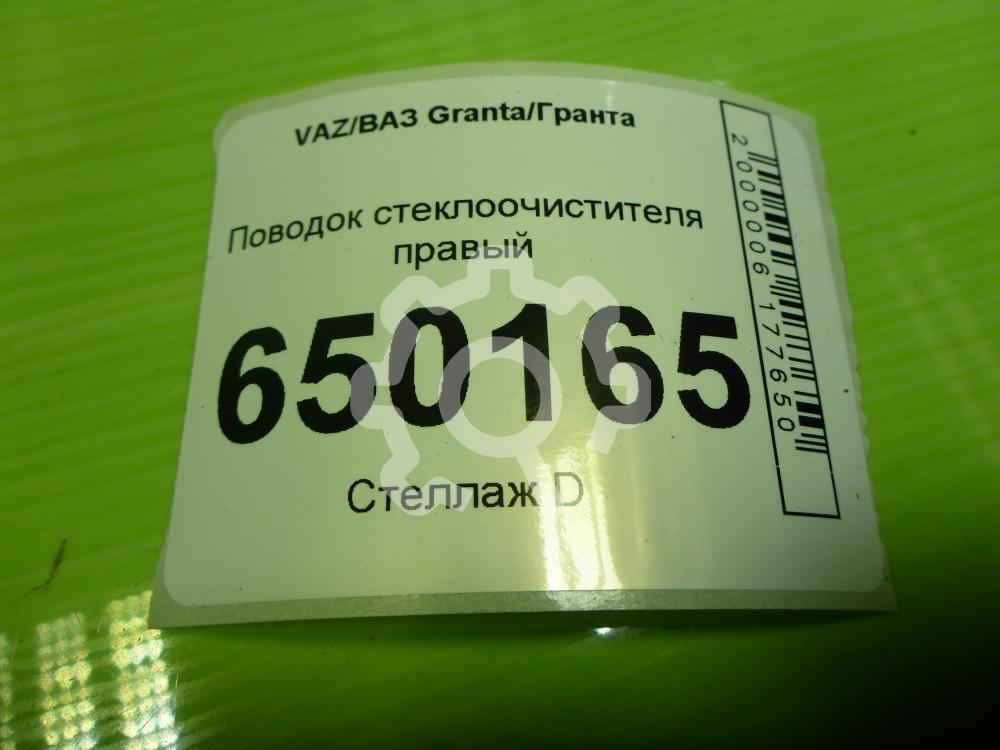 VAZ/ВАЗ Granta/Гранта
Поводок стеклоочистителя
правый
650165
Стеллаж D
2000006177650